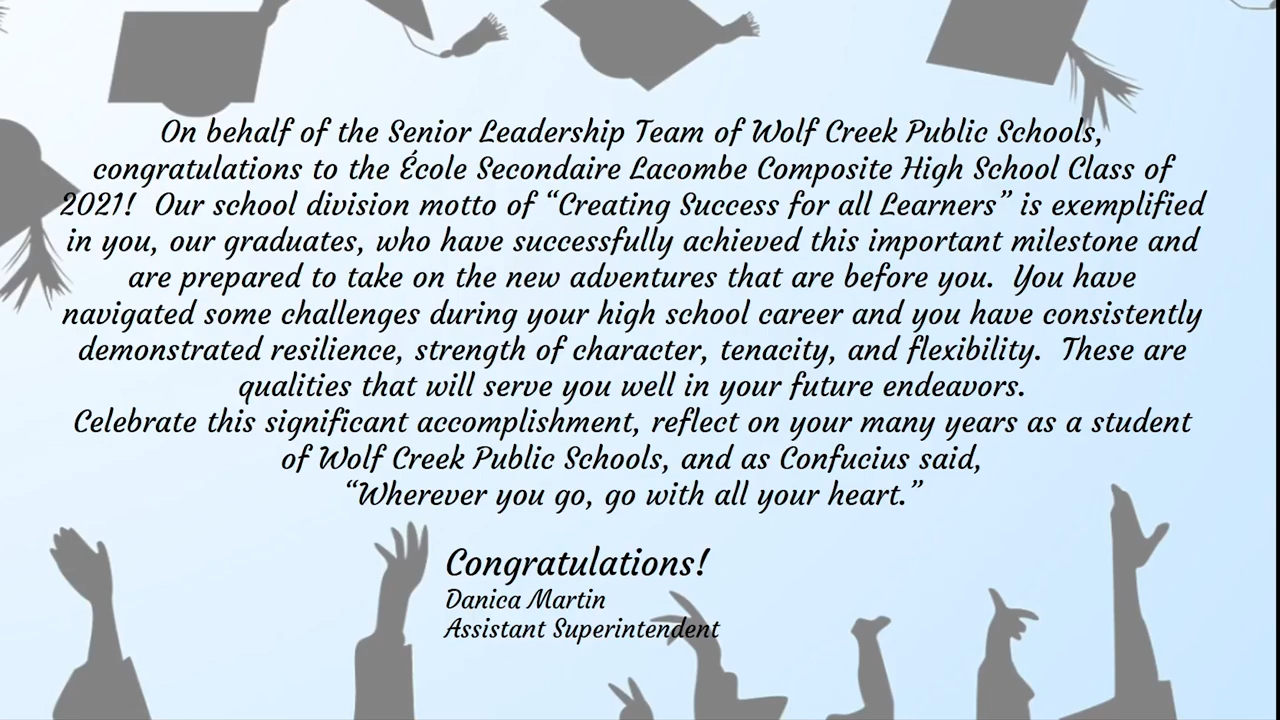 On behalf of the Senior Leadership Team of Wolf Creek Public Schools,
congratulations to the École Secondaire Lacombe Composite High School Class of
2021!  Our school division motto of “Creating Success for all Learners” is exemplified
in you, our graduates, who have successfully achieved this important milestone and
are prepared to take on the new adventures that are before you.  You have
navigated some challenges during your high school career and you have consistently
demonstrated resilience, strength of character, tenacity, and flexibility.  These are
qualities that will serve you well in your future endeavors.
Celebrate this significant accomplishment, reflect on your many years as a student
of Wolf Creek Public Schools, and as Confucius said,
“Wherever you go, go with all your heart.”
Congratulations!
Danica Martin
Assistant Superintendent